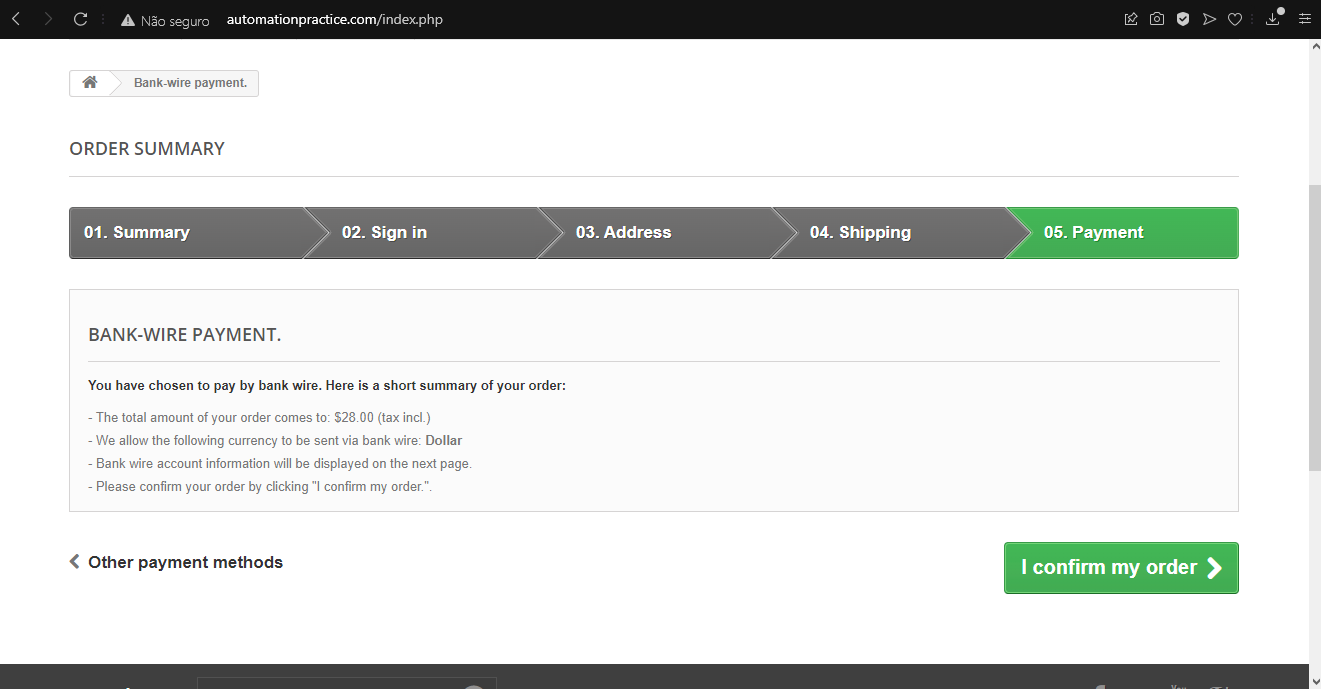 Não seguro automationpractice.com/index.php
Bank-wire payment.
ORDER SUMMARY
01. Summary 02. Sign in 03. Address 04. Shipping 05. Payment
BANK-WIRE PAYMENT.
You have chosen to pay by bank wire. Here is a short summary of your order:
- The total amount of your order comes to: $28.00 (tax incl.)
- We allow the following currency to be sent via bank wire: Dollar
- Bank wire account information will be displayed on the next page.
- Please confirm your order by clicking "I confirm my order.".
Other payment methods
I confirm my order